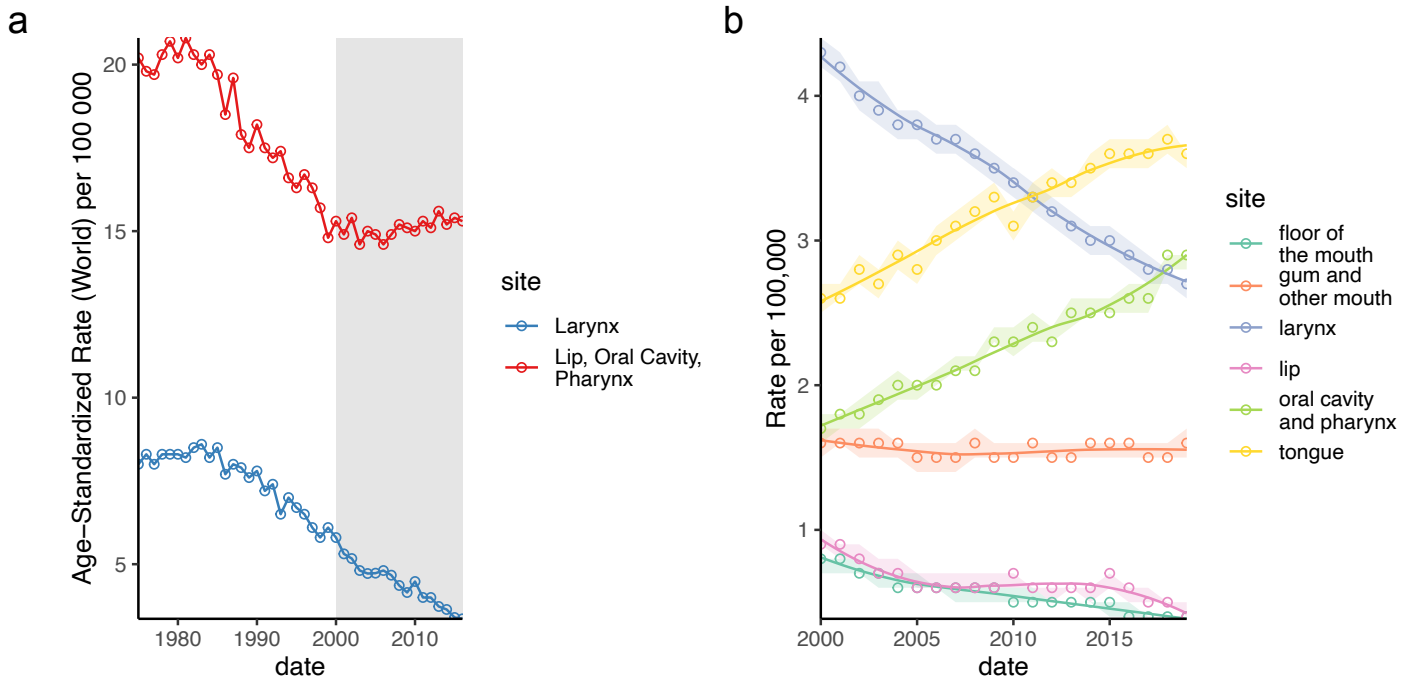 a
Age–Standardized Rate (World) per 100 000
20
15
10
5
1980
1990
2000
2010
date
site
Larynx
Lip, Oral Cavity,
Pharynx
b
Rate per 100,000
4
3
2
1
2000
2005
2010
2015
date
site
floor of
the mouth
gum and
other mouth
larynx
lip
oral cavity
and pharynx
tongue